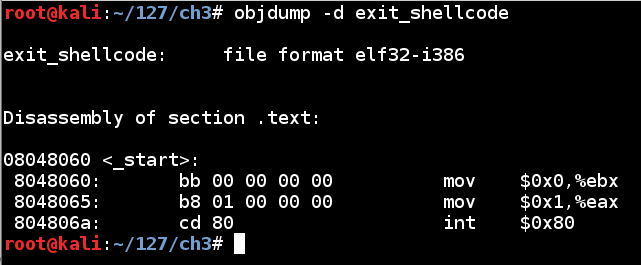 root@kali:~/127/ch3# objdump -d exit_shellcode
exit_shellcode:     file format elf32-i386
Disassembly of section .text:
08048060 <_start>:
 8048060:	bb 00 00 00 00       	mov    $0x0,%ebx
 8048065:	b8 01 00 00 00       	mov    $0x1,%eax
 804806a:	cd 80                	int    $0x80
root@kali:~/127/ch3#